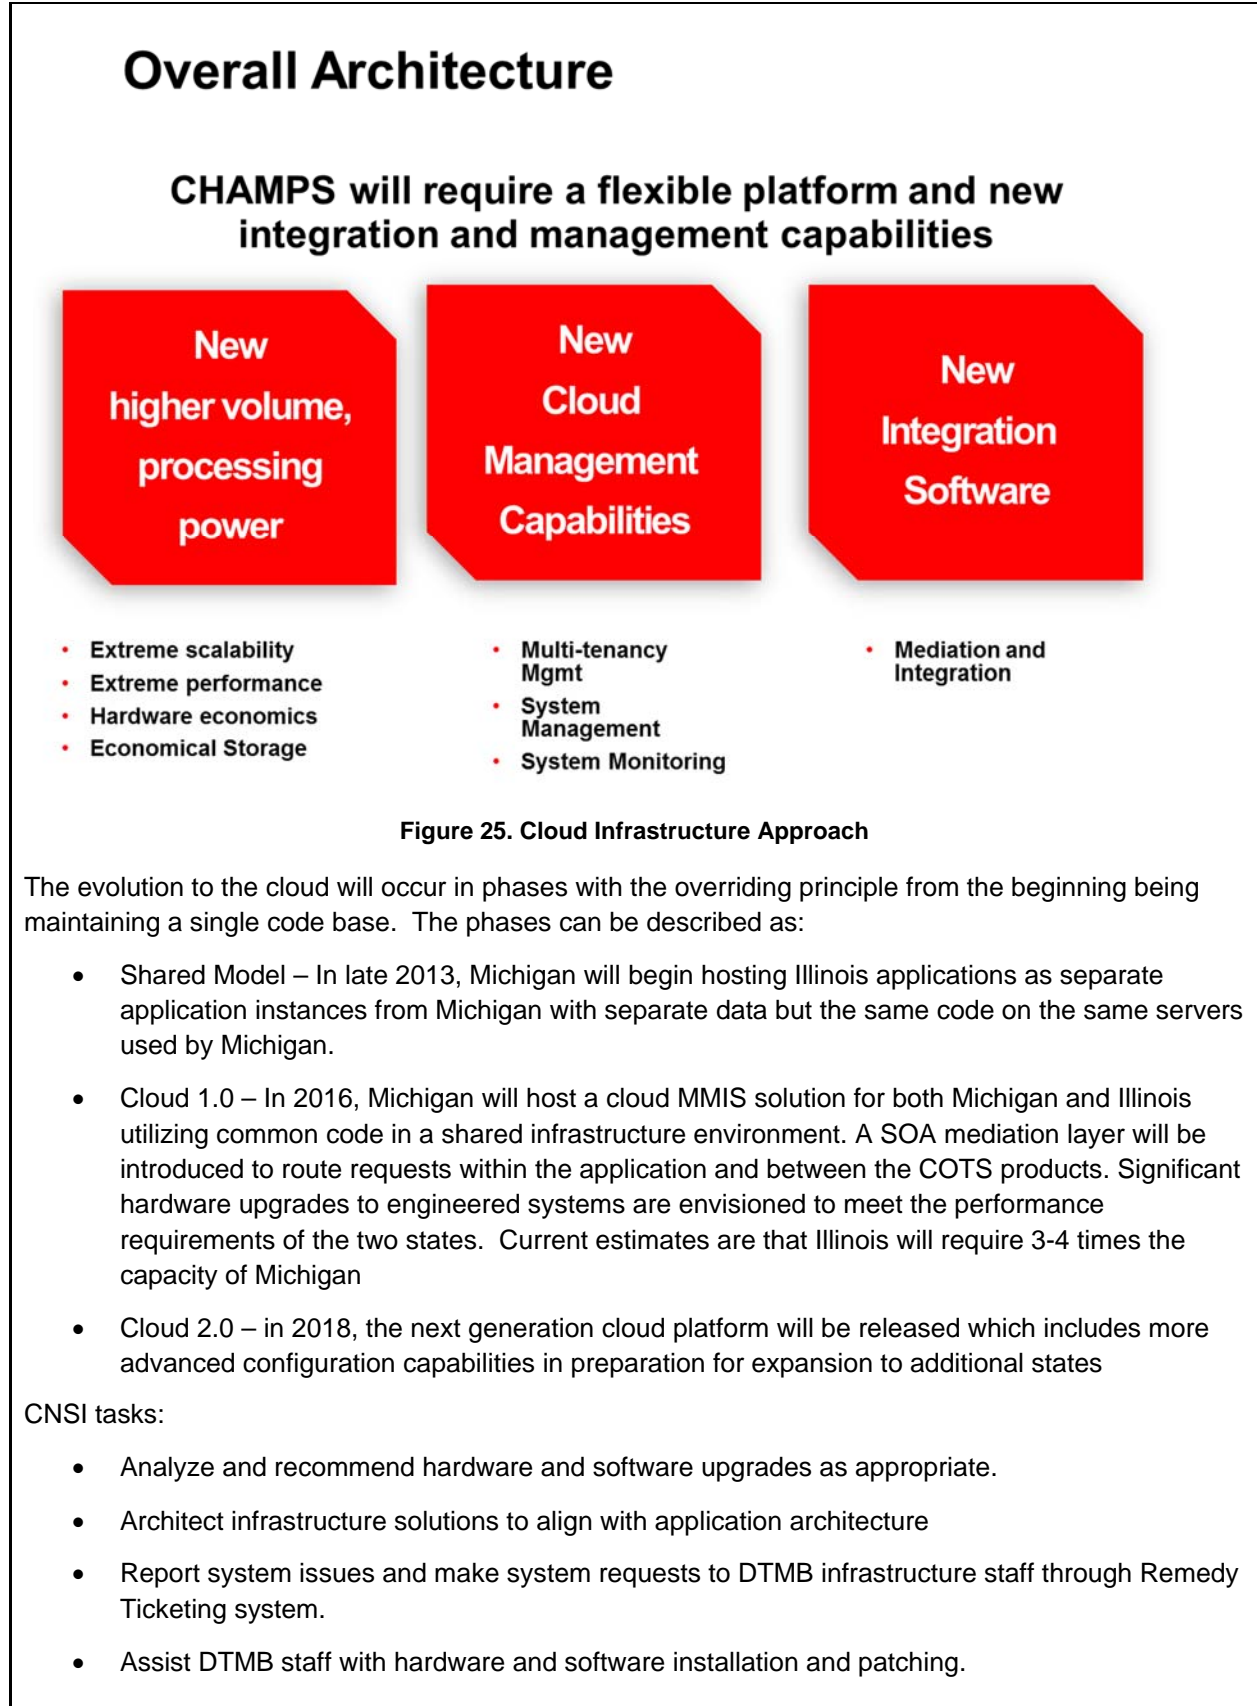 Overall Architecture
CHAMPS will require a flexible platform and new
integration and management capabilities
New
higher volume,
processing
power
New
Cloud
Management
Capabilities
New
Integration
Software
• Extreme scalability
• Extreme performance
• Hardware economics
• Economical Storage
• Multi-tenancy
Mgmt
• System
Management
• System Monitoring
• Mediation and
Integration
Figure 25. Cloud Infrastructure Approach
The evolution to the cloud will occur in phases with the overriding principle from the beginning being
maintaining a single code base.  The phases can be described as:
• Shared Model – In late 2013, Michigan will begin hosting Illinois applications as separate
application instances from Michigan with separate data but the same code on the same servers
used by Michigan.
• Cloud 1.0 – In 2016, Michigan will host a cloud MMIS solution for both Michigan and Illinois
utilizing common code in a shared infrastructure environment. A SOA mediation layer will be
introduced to route requests within the application and between the COTS products. Significant
hardware upgrades to engineered systems are envisioned to meet the performance
requirements of the two states.  Current estimates are that Illinois will require 3-4 times the
capacity of Michigan
• Cloud 2.0 – in 2018, the next generation cloud platform will be released which includes more
advanced configuration capabilities in preparation for expansion to additional states
CNSI tasks:
• Analyze and recommend hardware and software upgrades as appropriate.
• Architect infrastructure solutions to align with application architecture
• Report system issues and make system requests to DTMB infrastructure staff through Remedy
Ticketing system.
• Assist DTMB staff with hardware and software installation and patching.